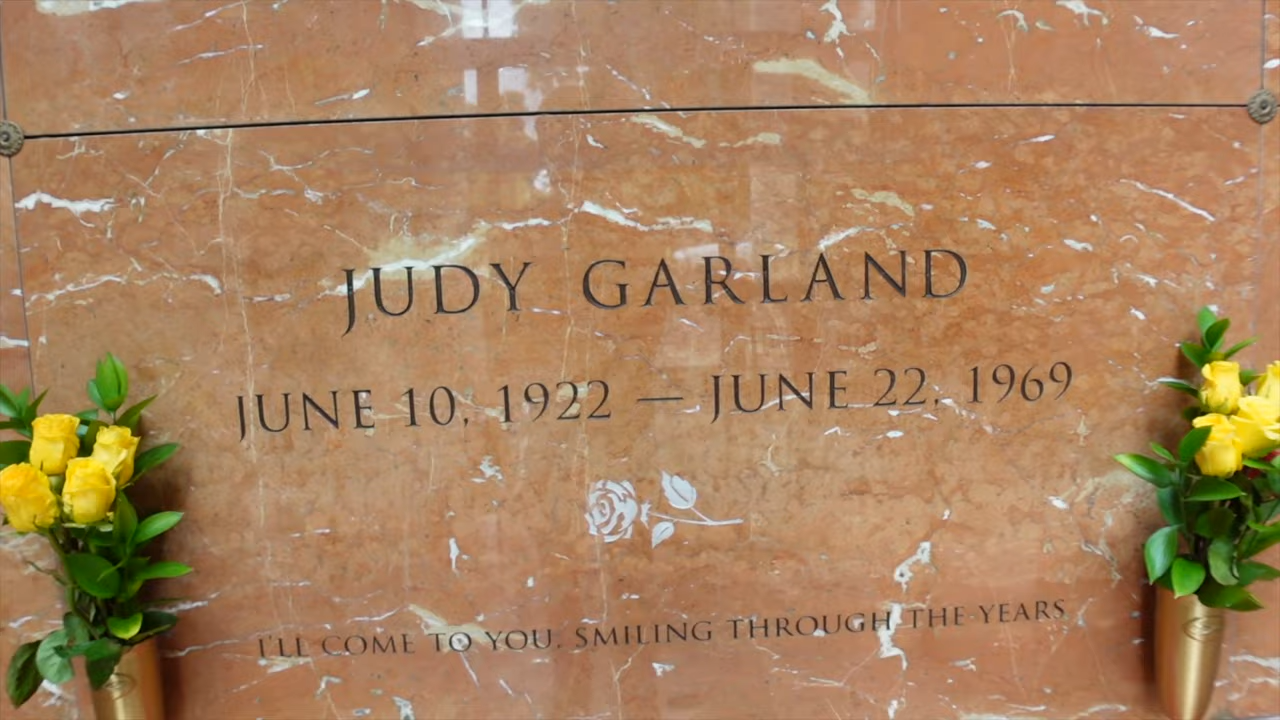 JUDY GARLAND
JUNE 10, 1922 — JUNE 22, 1969
I'LL COME TO YOU, SMILING THROUGH THE YEARS